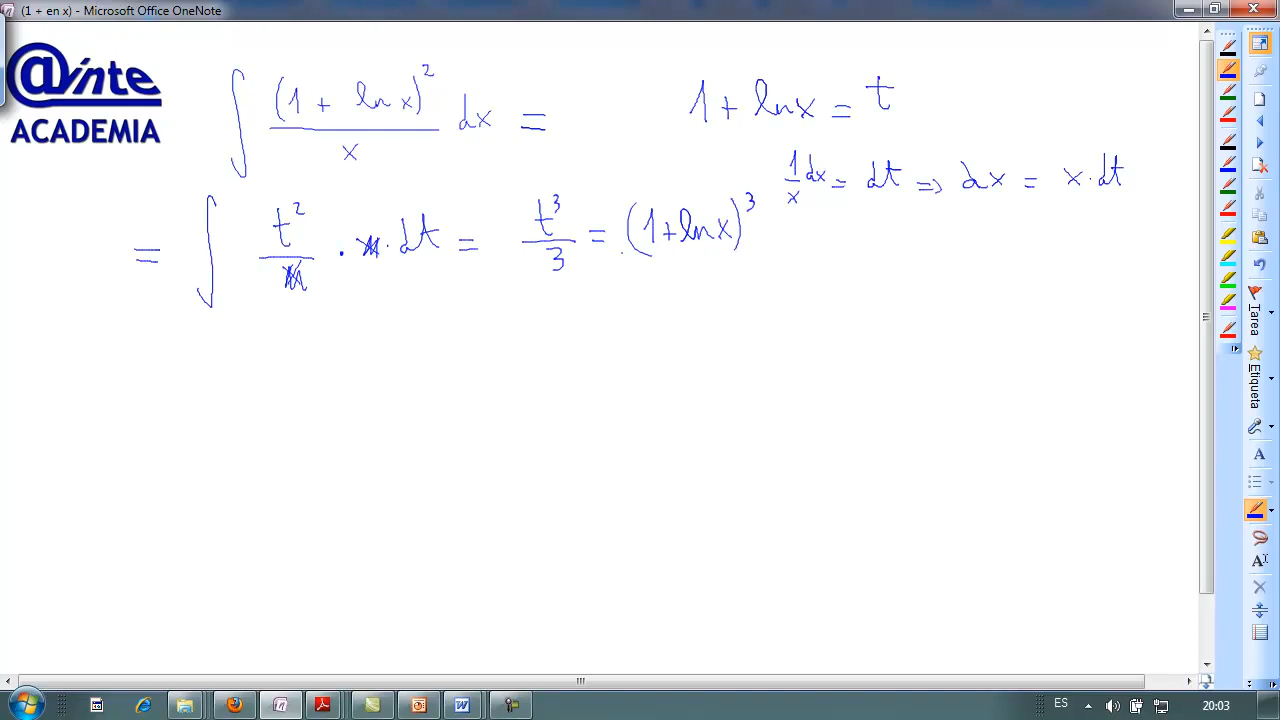 (1 + en x) - Microsoft Office OneNote
@inte
ACADEMIA
∫ (1 + ln x)² / x dx =
1 + ln x = t
1/x dx = dt ⇒ dx = x · dt
= ∫ t² / x · x · dt = t³ / 3 = (1 + ln x)³
Tarea
Etiqueta
ES
20:03